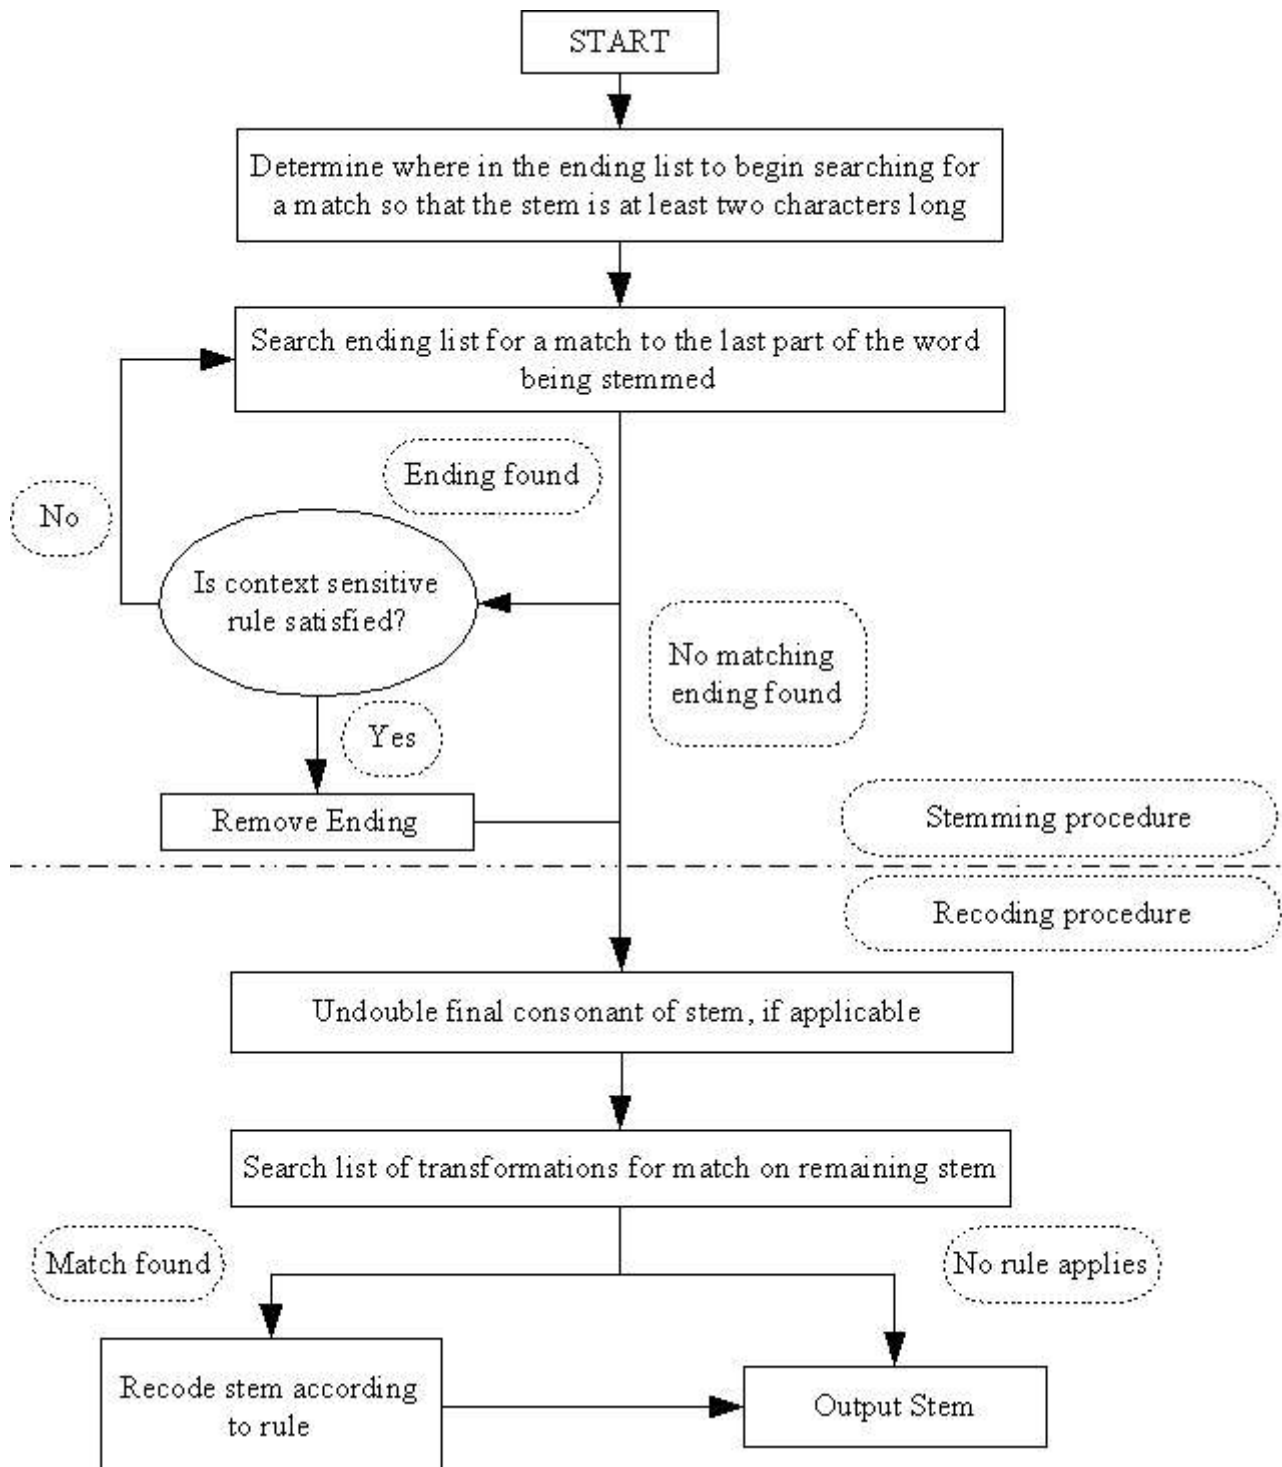 START
Determine where in the ending list to begin searching for
a match so that the stem is at least two characters long
Search ending list for a match to the last part of the word
being stemmed
Ending found
No
Is context sensitive
rule satisfied?
No matching
ending found
Yes
Remove Ending
Stemming procedure
Recoding procedure
Undouble final consonant of stem, if applicable
Search list of transformations for match on remaining stem
Match found
No rule applies
Recode stem according
to rule
Output Stem